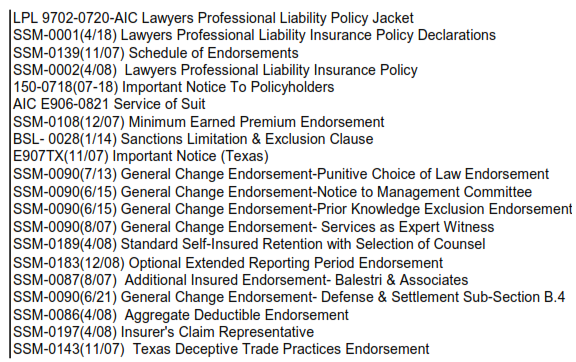 LPL 9702-0720-AIC Lawyers Professional Liability Policy Jacket
SSM-0001(4/18) Lawyers Professional Liability Insurance Policy Declarations
SSM-0139(11/07) Schedule of Endorsements
SSM-0002(4/08)  Lawyers Professional Liability Insurance Policy
150-0718(07-18) Important Notice To Policyholders
AIC E906-0821 Service of Suit
SSM-0108(12/07) Minimum Earned Premium Endorsement
BSL- 0028(1/14) Sanctions Limitation & Exclusion Clause
E907TX(11/07) Important Notice (Texas)
SSM-0090(7/13) General Change Endorsement-Punitive Choice of Law Endorsement
SSM-0090(6/15) General Change Endorsement-Notice to Management Committee
SSM-0090(6/15) General Change Endorsement-Prior Knowledge Exclusion Endorsement
SSM-0090(8/07) General Change Endorsement- Services as Expert Witness
SSM-0189(4/08) Standard Self-Insured Retention with Selection of Counsel
SSM-0183(12/08) Optional Extended Reporting Period Endorsement
SSM-0087(8/07)  Additional Insured Endorsement- Balestri & Associates
SSM-0090(6/21) General Change Endorsement- Defense & Settlement Sub-Section B.4
SSM-0086(4/08)  Aggregate Deductible Endorsement
SSM-0197(4/08) Insurer's Claim Representative
SSM-0143(11/07)  Texas Deceptive Trade Practices Endorsement